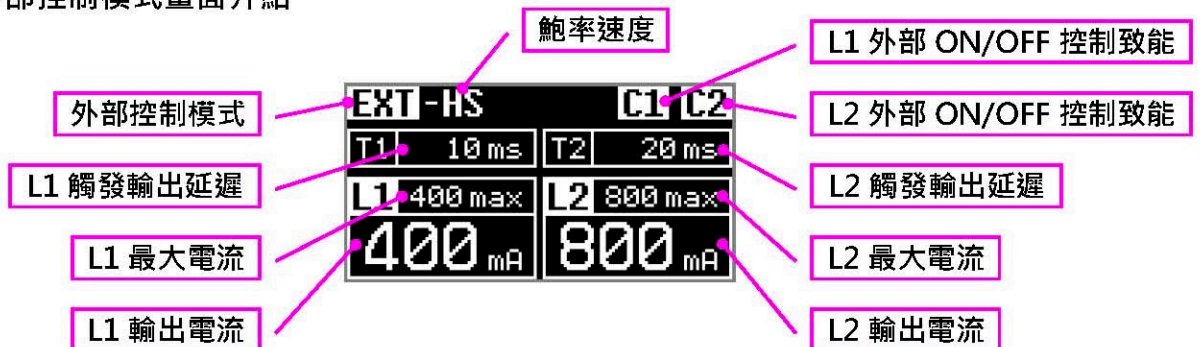 部控制模式畫面介紹
鮑率速度
L1 外部 ON/OFF 控制致能
外部控制模式
EXT-HS C1 C2
L2 外部 ON/OFF 控制致能
T1 10 ms T2 20 ms
L1 觸發輸出延遲
L2 觸發輸出延遲
L1 400 max L2 800 max
400 mA 800 mA
L1 最大電流
L2 最大電流
L1 輸出電流
L2 輸出電流